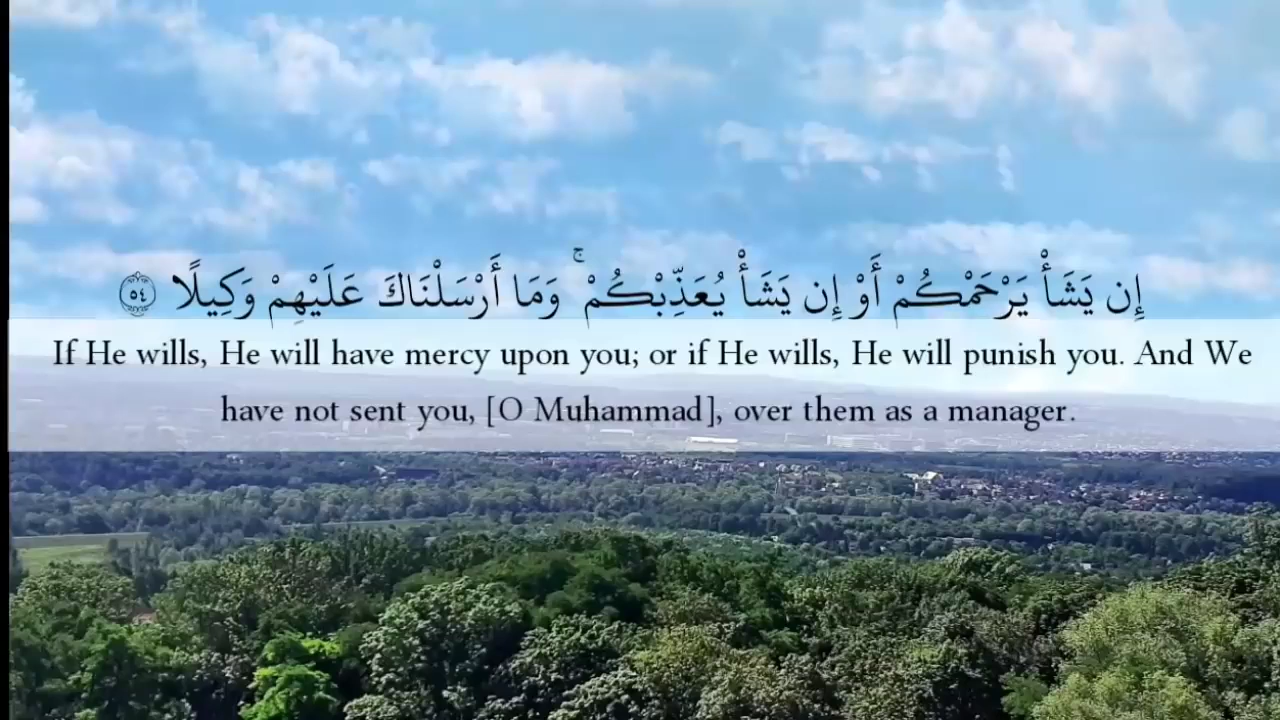 إِن يَشَأْ يَرْحَمْكُمْ أَوْ إِن يَشَأْ يُعَذِّبْكُمْ ۚ وَمَا أَرْسَلْنَاكَ عَلَيْهِمْ وَكِيلًا ﴿٥٤﴾
If He wills, He will have mercy upon you; or if He wills, He will punish you. And We
have not sent you, [O Muhammad], over them as a manager.